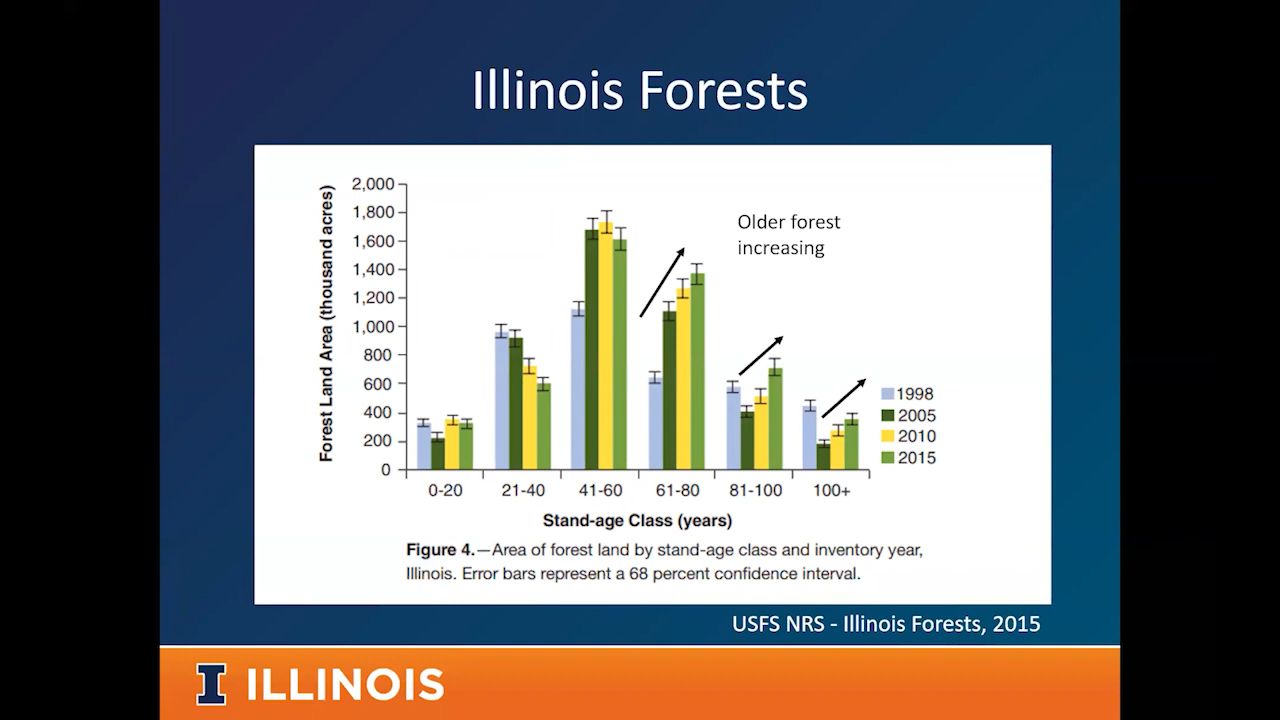 Illinois Forests
Forest Land Area (thousand acres)
2,000
1,800
1,600
1,400
1,200
1,000
800
600
400
200
0
Older forest
increasing
1998
2005
2010
2015
0-20 21-40 41-60 61-80 81-100 100+
Stand-age Class (years)
Figure 4.—Area of forest land by stand-age class and inventory year,
Illinois. Error bars represent a 68 percent confidence interval.
USFS NRS - Illinois Forests, 2015
I ILLINOIS